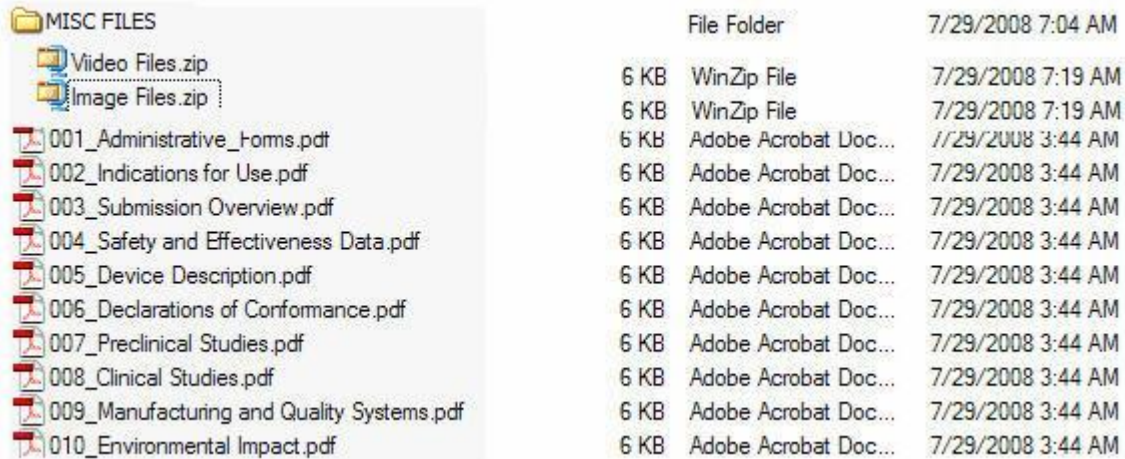 MISC FILES File Folder 7/29/2008 7:04 AM
Viideo Files.zip 6 KB WinZip File 7/29/2008 7:19 AM
Image Files.zip 6 KB WinZip File 7/29/2008 7:19 AM
001_Administrative_Forms.pdf 6 KB Adobe Acrobat Doc... 7/29/2008 3:44 AM
002_Indications for Use.pdf 6 KB Adobe Acrobat Doc... 7/29/2008 3:44 AM
003_Submission Overview.pdf 6 KB Adobe Acrobat Doc... 7/29/2008 3:44 AM
004_Safety and Effectiveness Data.pdf 6 KB Adobe Acrobat Doc... 7/29/2008 3:44 AM
005_Device Description.pdf 6 KB Adobe Acrobat Doc... 7/29/2008 3:44 AM
006_Declarations of Conformance.pdf 6 KB Adobe Acrobat Doc... 7/29/2008 3:44 AM
007_Preclinical Studies.pdf 6 KB Adobe Acrobat Doc... 7/29/2008 3:44 AM
008_Clinical Studies.pdf 6 KB Adobe Acrobat Doc... 7/29/2008 3:44 AM
009_Manufacturing and Quality Systems.pdf 6 KB Adobe Acrobat Doc... 7/29/2008 3:44 AM
010_Environmental Impact.pdf 6 KB Adobe Acrobat Doc... 7/29/2008 3:44 AM